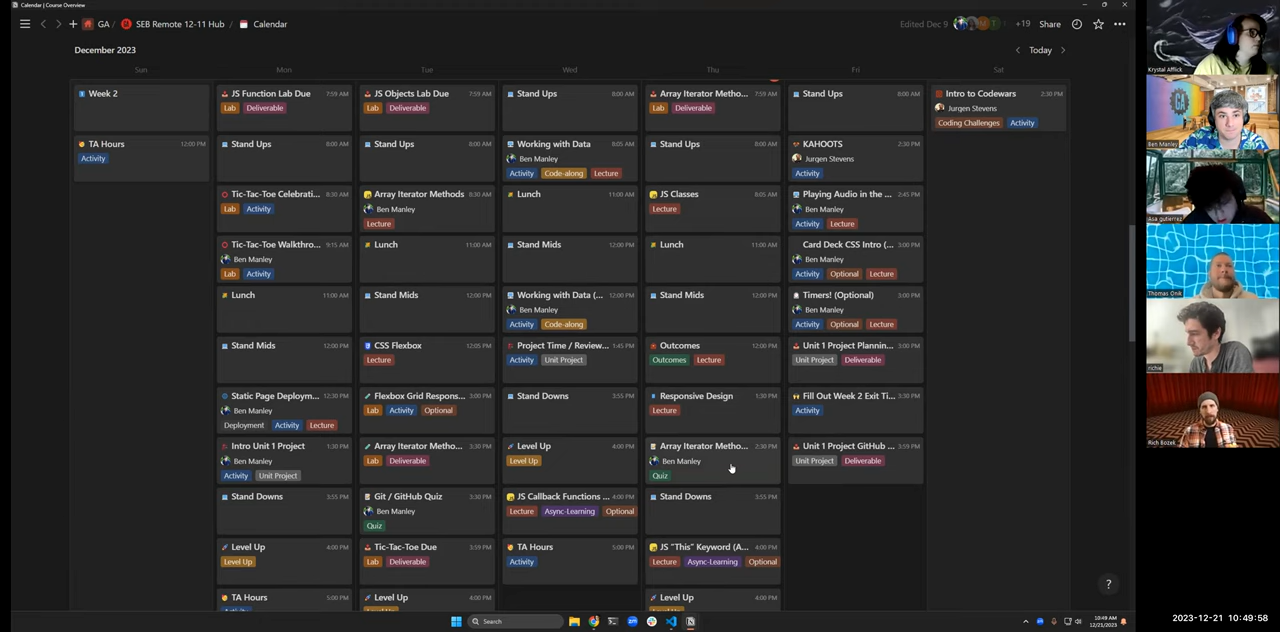 Calendar | Course Overview
GA / SEB Remote 12-11 Hub / Calendar
Edited Dec 9 +19 Share
December 2023
Today
Sun Mon Tue Wed Thu Fri Sat
Week 2
TA Hours 12:00 PM
Activity
JS Function Lab Due 7:59 AM
Lab Deliverable
Stand Ups 8:00 AM
Tic-Tac-Toe Celebrati... 8:30 AM
Lab Activity
Tic-Tac-Toe Walkthro... 9:15 AM
Lab Activity
Lunch 11:00 AM
Stand Mids 12:00 PM
Static Page Deploym... 12:30 PM
Ben Manley
Deployment Activity Lecture
Intro Unit 1 Project 1:30 PM
Ben Manley
Activity Unit Project
Stand Downs 3:55 PM
Level Up 4:00 PM
Level Up
TA Hours 5:00 PM
JS Objects Lab Due 7:59 AM
Lab Deliverable
Stand Ups 8:00 AM
Array Iterator Methods 8:30 AM
Ben Manley
Lecture
Lunch 11:00 AM
Stand Mids 12:00 PM
CSS Flexbox 12:05 PM
Lecture
Flexbox Grid Respons... 3:00 PM
Lab Activity Optional
Array Iterator Metho... 3:30 PM
Lab Deliverable
Git / GitHub Quiz 3:30 PM
Ben Manley
Quiz
Tic-Tac-Toe Due 3:59 PM
Lab Deliverable
Level Up 4:00 PM
Stand Ups 8:00 AM
Working with Data 8:05 AM
Ben Manley
Activity Code-along Lecture
Lunch 11:00 AM
Stand Mids 12:00 PM
Working with Data (... 12:00 PM
Ben Manley
Activity Code-along
Project Time / Review... 1:45 PM
Activity Unit Project
Stand Downs 3:55 PM
Level Up 4:00 PM
Level Up
JS Callback Functions ... 4:00 PM
Lecture Async-Learning Optional
TA Hours 5:00 PM
Activity
Array Iterator Metho... 7:59 AM
Lab Deliverable
Stand Ups 8:00 AM
JS Classes 8:05 AM
Lecture
Lunch 11:00 AM
Stand Mids 12:00 PM
Outcomes 12:00 PM
Outcomes Lecture
Responsive Design 1:30 PM
Lecture
Array Iterator Metho... 2:30 PM
Ben Manley
Quiz
Stand Downs 3:55 PM
JS "This" Keyword (A... 4:00 PM
Lecture Async-Learning Optional
Level Up 4:00 PM
Stand Ups 8:00 AM
KAHOOTS 2:30 PM
Jurgen Stevens
Activity
Playing Audio in the ... 2:45 PM
Ben Manley
Activity Lecture
Card Deck CSS Intro (... 3:00 PM
Ben Manley
Activity Optional Lecture
Timers! (Optional) 3:00 PM
Ben Manley
Activity Optional Lecture
Unit 1 Project Plannin... 3:00 PM
Unit Project Deliverable
Fill Out Week 2 Exit Ti... 3:30 PM
Activity
Unit 1 Project GitHub ... 3:59 PM
Unit Project Deliverable
Intro to Codewars 2:30 PM
Jurgen Stevens
Coding Challenges Activity
?
Search
10:49 AM
12/21/2023
Krystal Afflick
GA
Ben Manley
Asa gutierrez
Thomas Onik
richie
Rich Bozek
2023-12-21 10:49:58